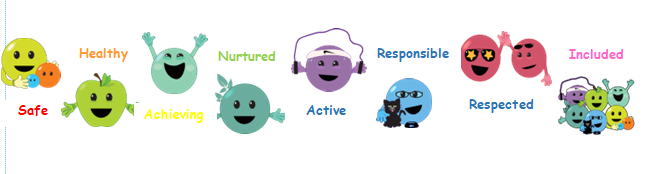 Safe
Healthy
Achieving
Nurtured
Active
Responsible
Respected
Included